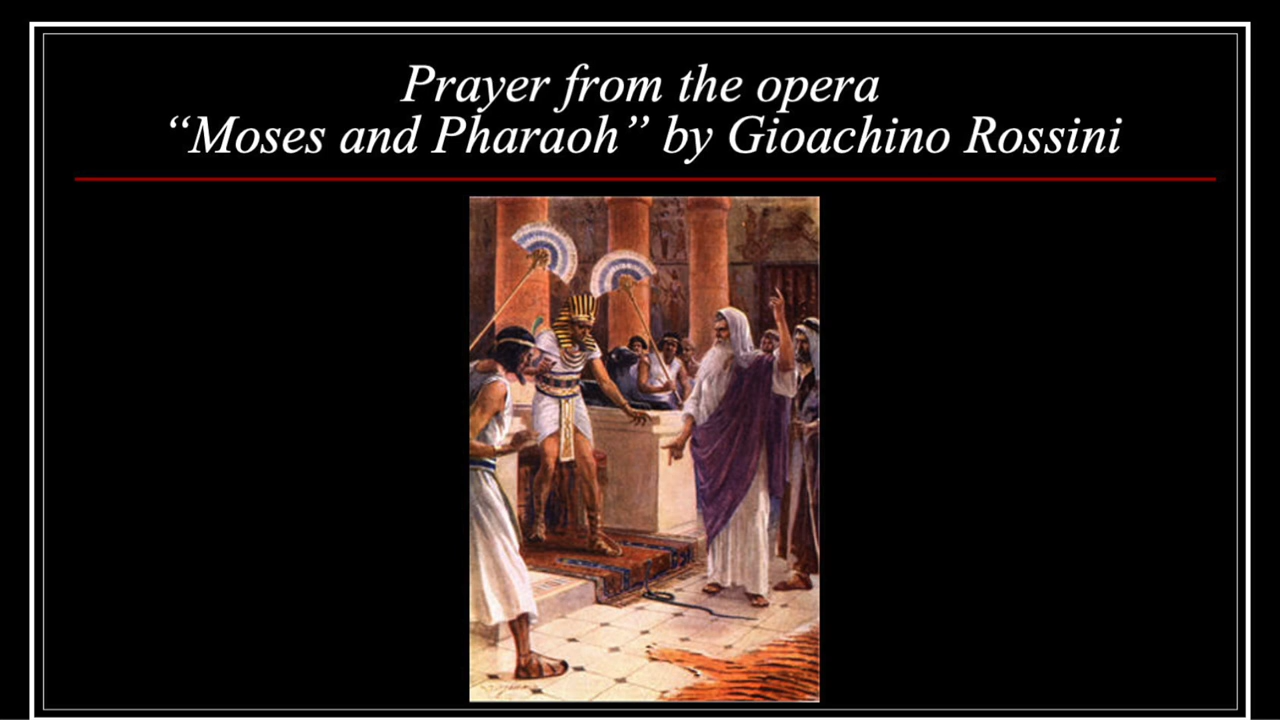 Prayer from the opera
“Moses and Pharaoh” by Gioachino Rossini